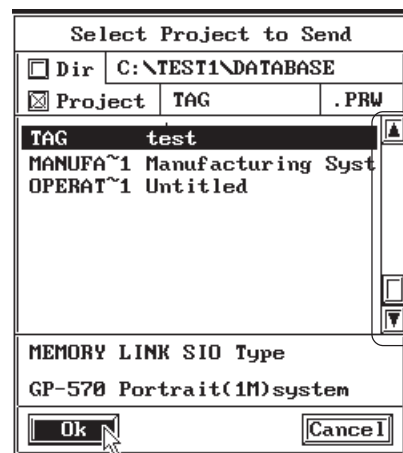 Select Project to Send
Dir C:\TEST1\DATABASE
Project TAG .PRW
TAG test
MANUFA~1 Manufacturing Syst
OPERAT~1 Untitled
MEMORY LINK SIO Type
GP-570 Portrait(1M)system
Ok Cancel